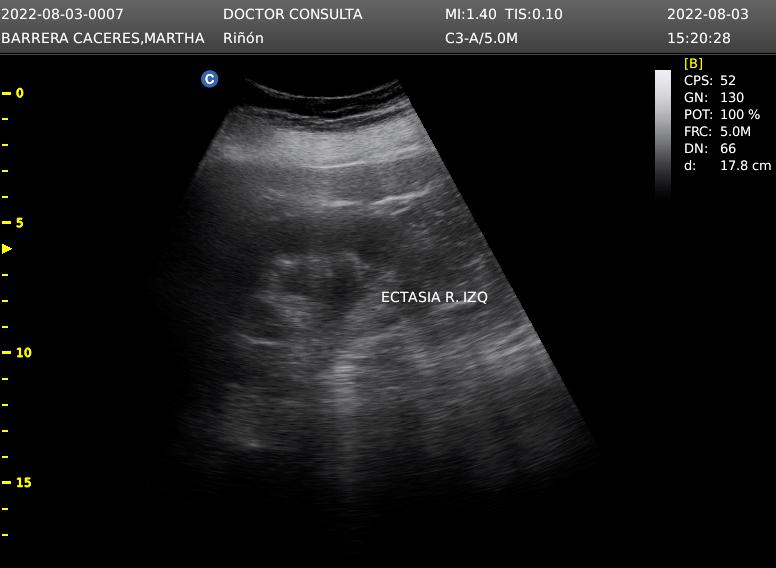 2022-08-03-0007 DOCTOR CONSULTA MI:1.40 TIS:0.10 2022-08-03
BARRERA CACERES,MARTHA Riñón C3-A/5.0M 15:20:28
C
[B]
CPS: 52
GN: 130
POT: 100 %
FRC: 5.0M
DN: 66
d: 17.8 cm
0
5
ECTASIA R. IZQ
10
15